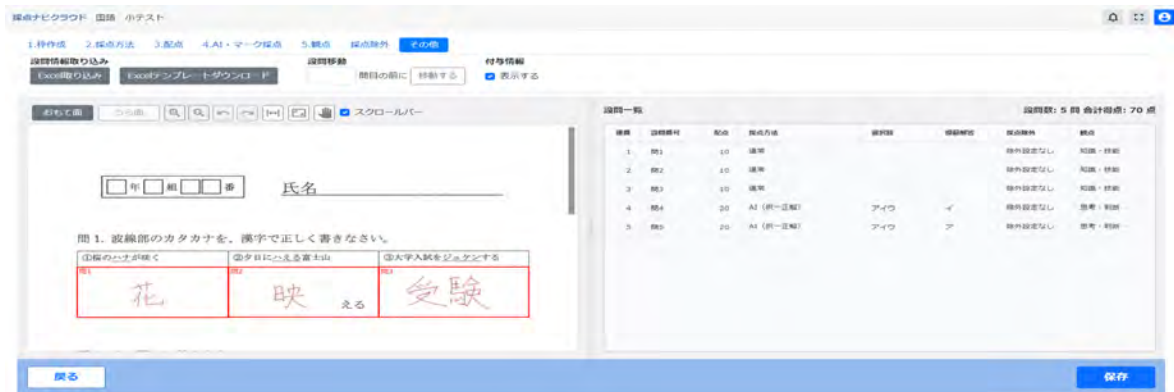 採点ナビクラウド 国語 小テスト
1.枠作成 2.採点方法 3.配点 4.AI・マーク採点 5.観点 採点除外 その他
設問情報取り込み 設問移動 付与情報
Excel取り込み Excelテンプレートダウンロード 問目の前に 移動する 表示する
おもて面 うら面 スクロールバー
年 組 番 氏名
問 1. 波線部のカタカナを、漢字で正しく書きなさい。
①桜のハナが咲く ②夕日にハえる富士山 ③大学入試をジュケンする
問1 問2 問3
花 映 える 受験
設問一覧 設問数: 5 問 合計得点: 70 点
連番 設問番号 配点 採点方法 選択肢 模範解答 採点除外 観点
1 問1 10 通常 除外設定なし 知識・技能
2 問2 10 通常 除外設定なし 知識・技能
3 問3 10 通常 除外設定なし 知識・技能
4 問4 20 AI（択一正解） アイウ イ 除外設定なし 思考・判断
5 問5 20 AI（択一正解） アイウ ア 除外設定なし 思考・判断
戻る 保存